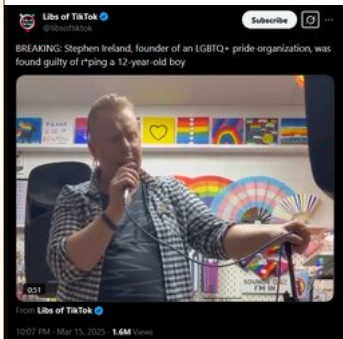 Libs of TikTok
@libsoftiktok
Subscribe
BREAKING: Stephen Ireland, founder of an LGBTQ+ pride organization, was
found guilty of r*ping a 12-year-old boy
I'M IN
0:51
From Libs of TikTok
10:07 PM · Mar 15, 2025 · 1.6M Views